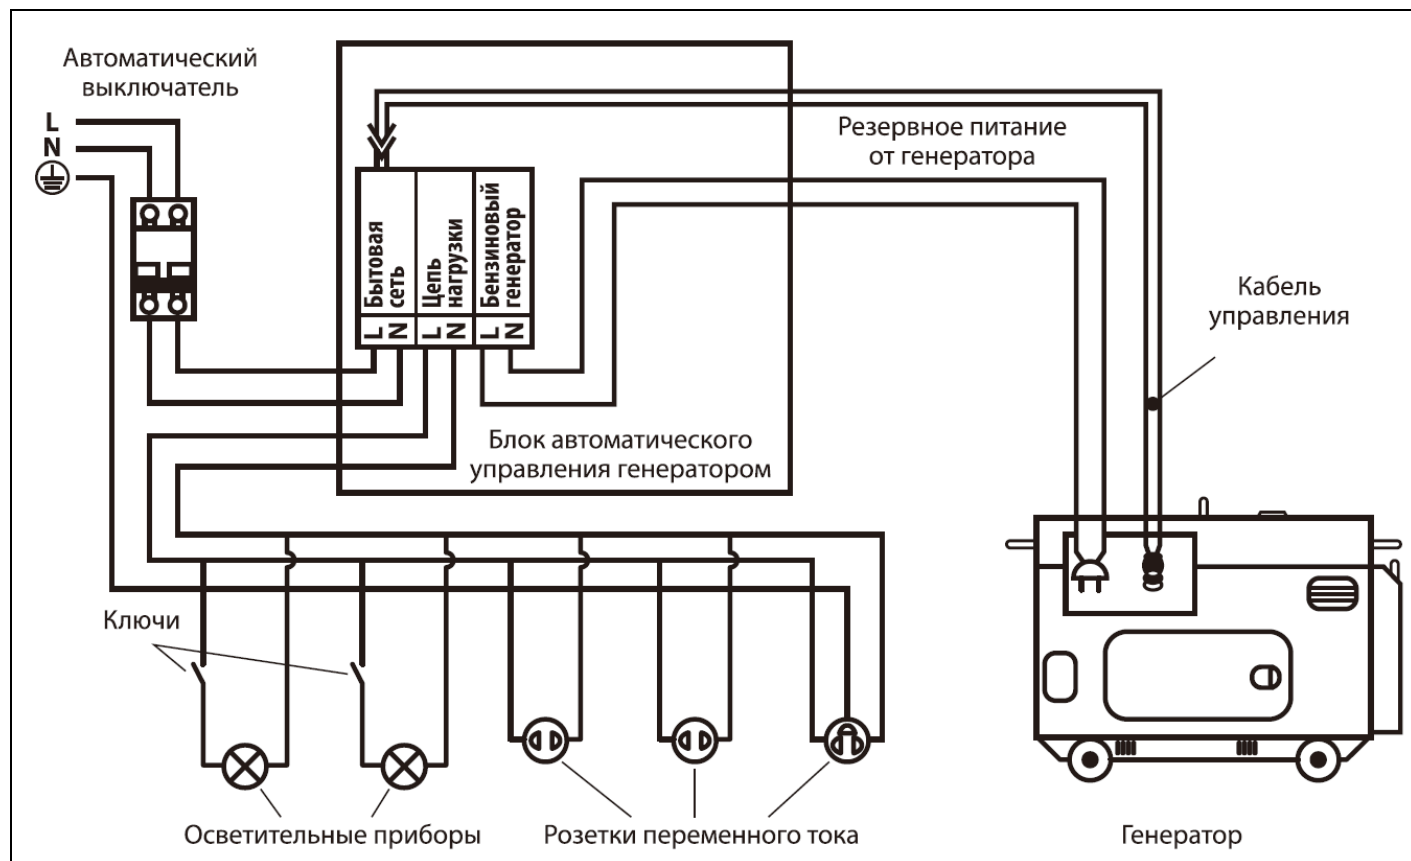 Автоматический
выключатель
L
N
Резервное питание
от генератора
Бытовая
сеть
Цепь
нагрузки
Бензиновый
генератор
L N L N L N
Кабель
управления
Блок автоматического
управления генератором
Ключи
Осветительные приборы
Розетки переменного тока
Генератор